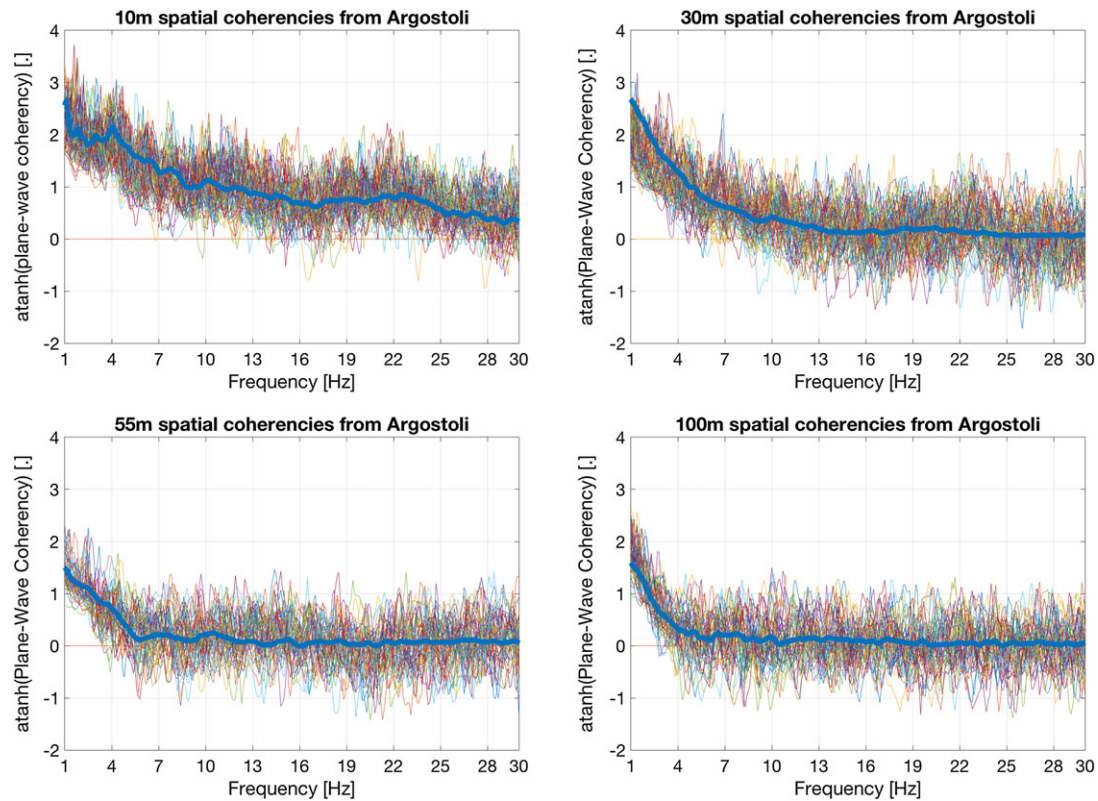 10m spatial coherencies from Argostoli
atanh(plane-wave coherency) [.]
4
3
2
1
0
-1
-2
1 4 7 10 13 16 19 22 25 28 30
Frequency [Hz]
30m spatial coherencies from Argostoli
atanh(Plane-Wave Coherency) [.]
4
3
2
1
0
-1
-2
1 4 7 10 13 16 19 22 25 28 30
Frequency [Hz]
55m spatial coherencies from Argostoli
atanh(Plane-Wave Coherency) [.]
4
3
2
1
0
-1
-2
1 4 7 10 13 16 19 22 25 28 30
Frequency [Hz]
100m spatial coherencies from Argostoli
atanh(Plane-Wave Coherency) [.]
4
3
2
1
0
-1
-2
1 4 7 10 13 16 19 22 25 28 30
Frequency [Hz]